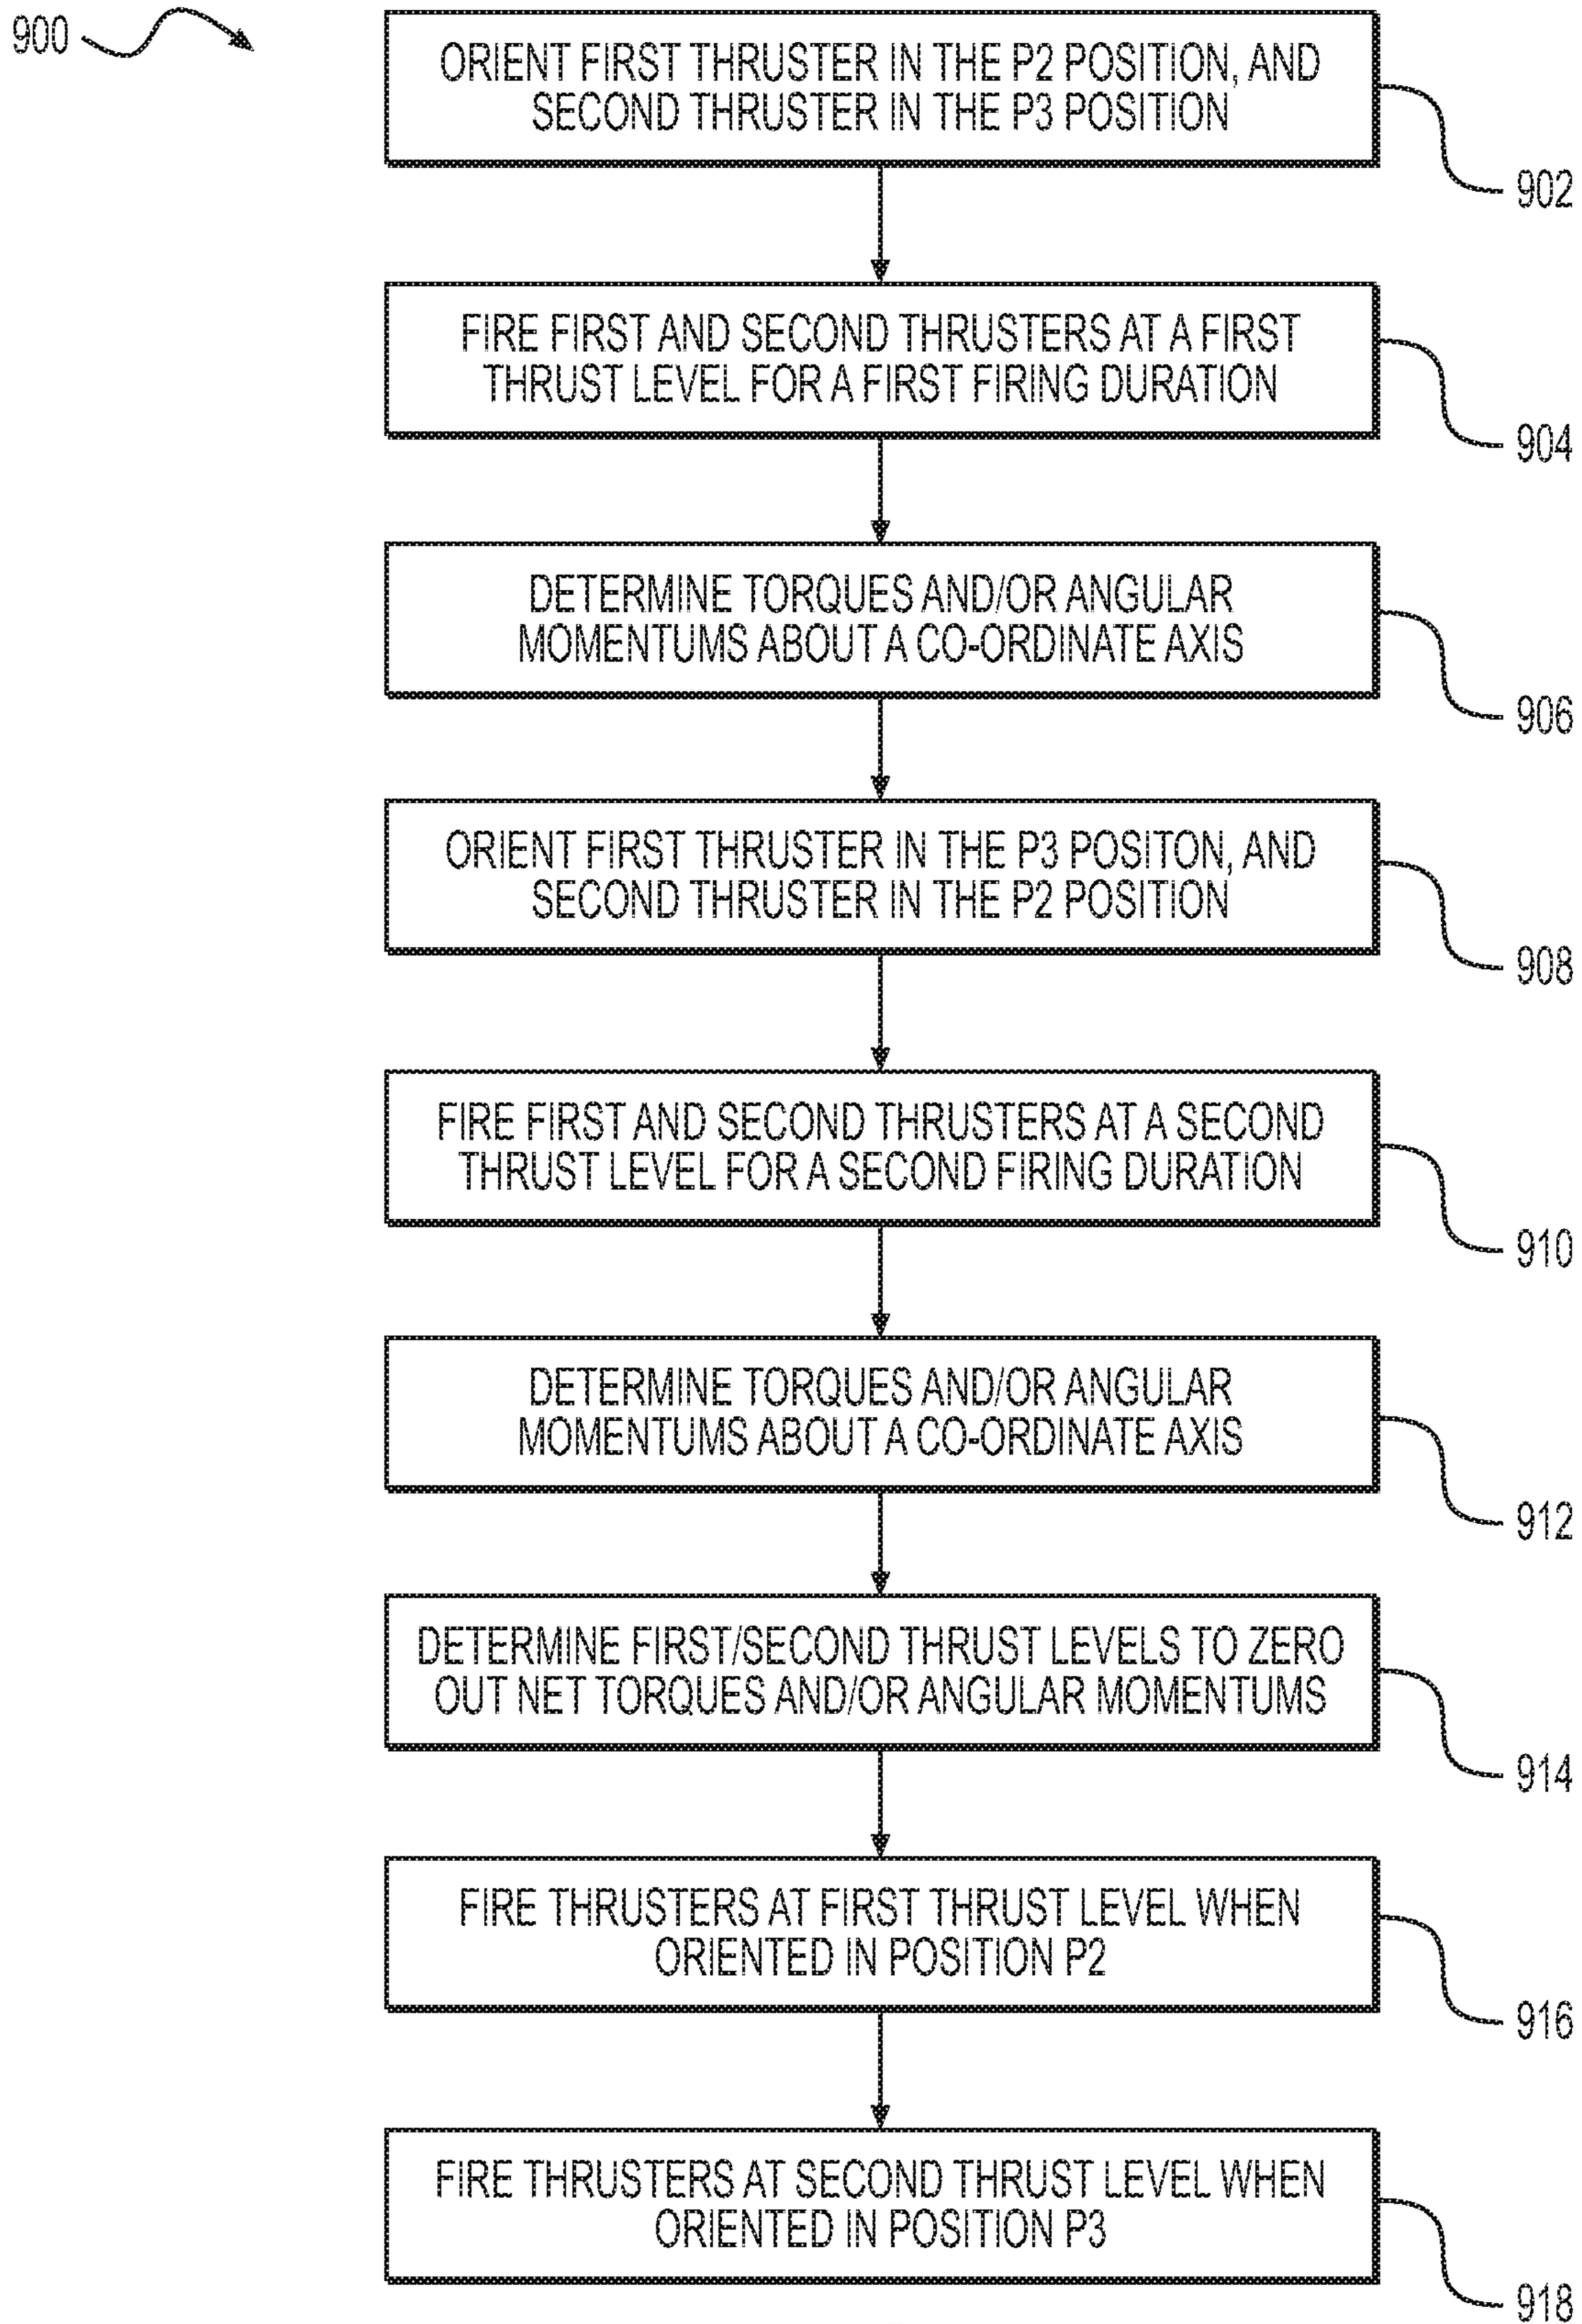 900
ORIENT FIRST THRUSTER IN THE P2 POSITION, AND
SECOND THRUSTER IN THE P3 POSITION
902
FIRE FIRST AND SECOND THRUSTERS AT A FIRST
THRUST LEVEL FOR A FIRST FIRING DURATION
904
DETERMINE TORQUES AND/OR ANGULAR
MOMENTUMS ABOUT A CO-ORDINATE AXIS
906
ORIENT FIRST THRUSTER IN THE P3 POSITON, AND
SECOND THRUSTER IN THE P2 POSITION
908
FIRE FIRST AND SECOND THRUSTERS AT A SECOND
THRUST LEVEL FOR A SECOND FIRING DURATION
910
DETERMINE TORQUES AND/OR ANGULAR
MOMENTUMS ABOUT A CO-ORDINATE AXIS
912
DETERMINE FIRST/SECOND THRUST LEVELS TO ZERO
OUT NET TORQUES AND/OR ANGULAR MOMENTUMS
914
FIRE THRUSTERS AT FIRST THRUST LEVEL WHEN
ORIENTED IN POSITION P2
916
FIRE THRUSTERS AT SECOND THRUST LEVEL WHEN
ORIENTED IN POSITION P3
918